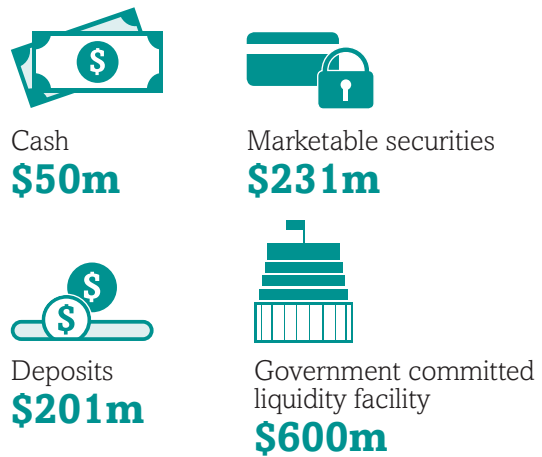 $
Cash
$50m
Marketable securities
$231m
$
$
Deposits
$201m
Government committed
liquidity facility
$600m